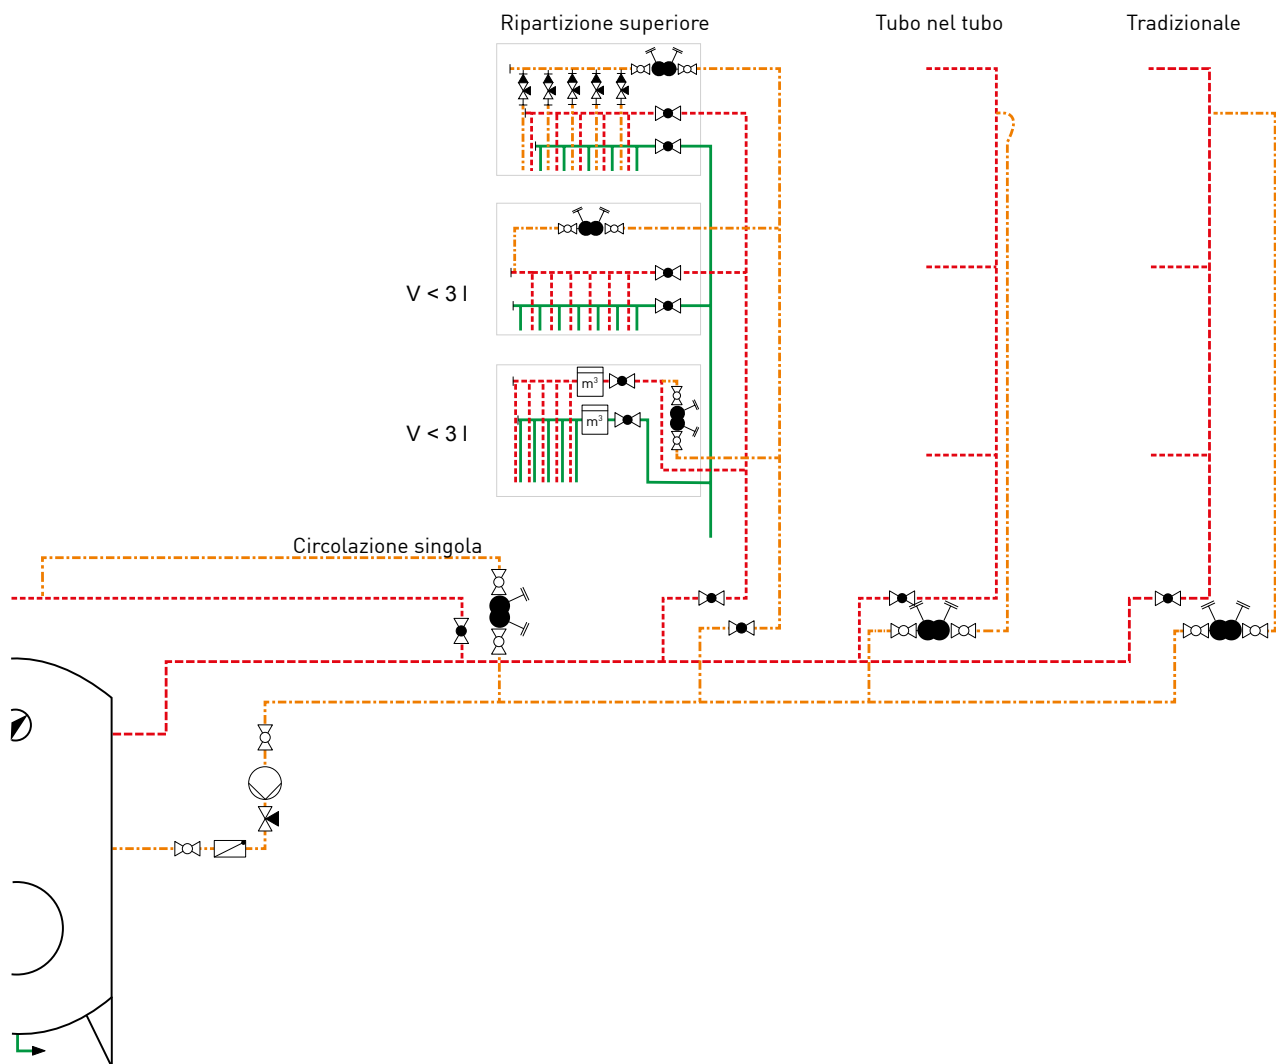 Ripartizione superiore
Tubo nel tubo
Tradizionale
V < 3 l
m³
m³
V < 3 l
Circolazione singola